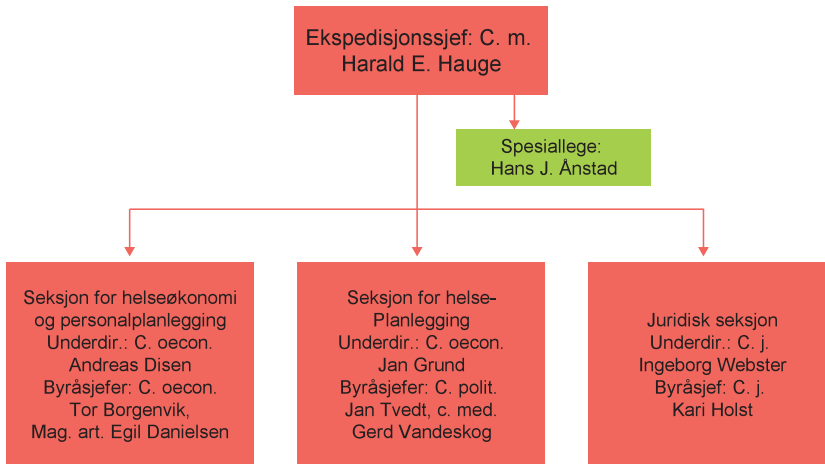 Ekspedisjonssjef: C. m.
Harald E. Hauge
Spesiallege:
Hans J. Ånstad
Seksjon for helseøkonomi
og personalplanlegging
Underdir.: C. oecon.
Andreas Disen
Byråsjefer: C. oecon.
Tor Borgenvik,
Mag. art. Egil Danielsen
Seksjon for helse-
Planlegging
Underdir.: C. oecon.
Jan Grund
Byråsjefer: C. polit.
Jan Tvedt, c. med.
Gerd Vandeskog
Juridisk seksjon
Underdir.: C. j.
Ingeborg Webster
Byråsjef: C. j.
Kari Holst